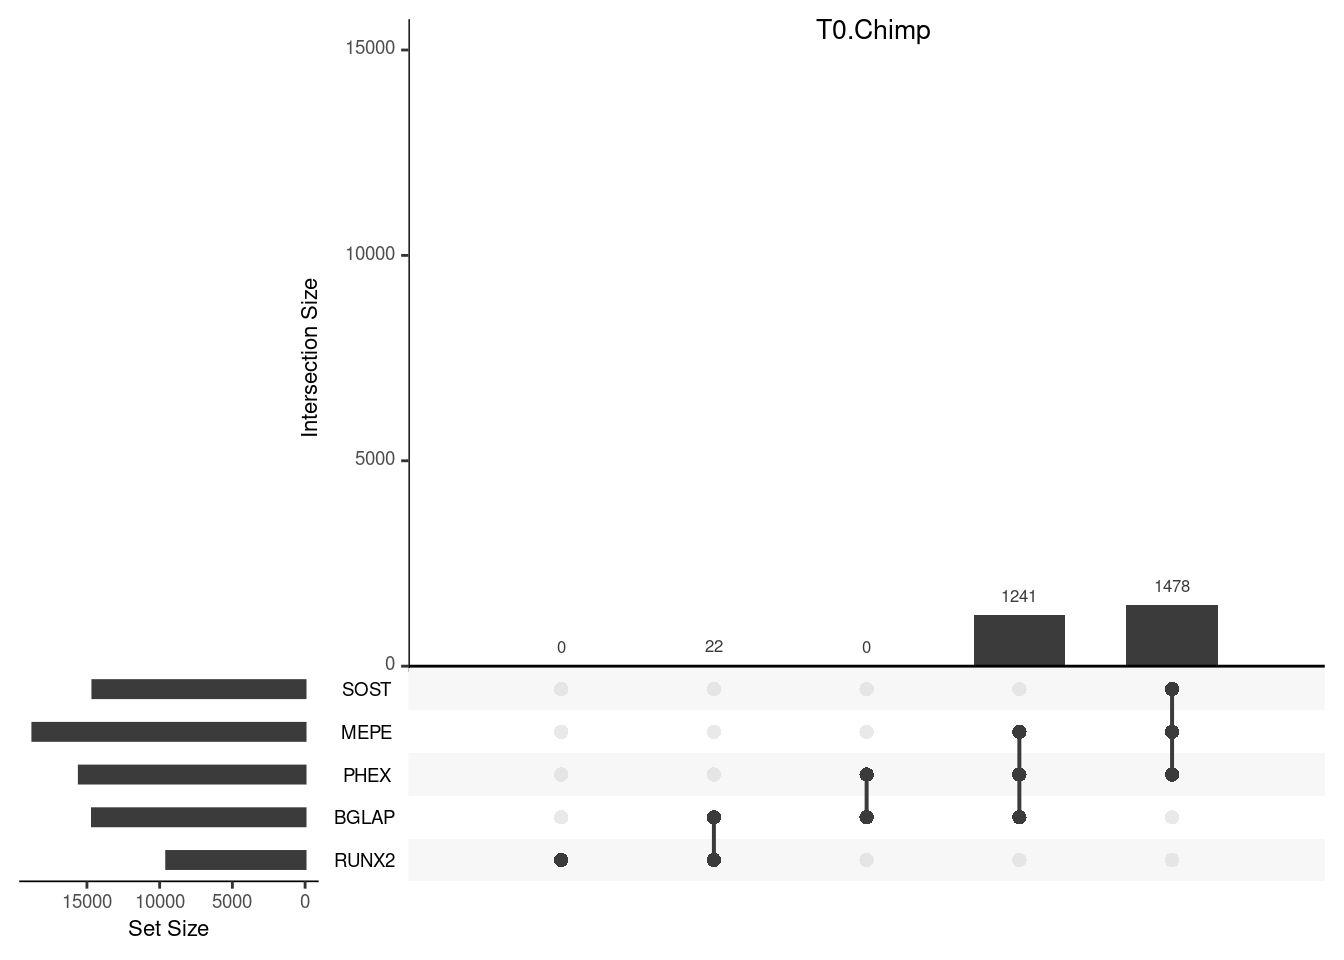 T0.Chimp
15000
10000
5000
0
Intersection Size
0
22
0
1241
1478
SOST
MEPE
PHEX
BGLAP
RUNX2
15000 10000 5000 0
Set Size